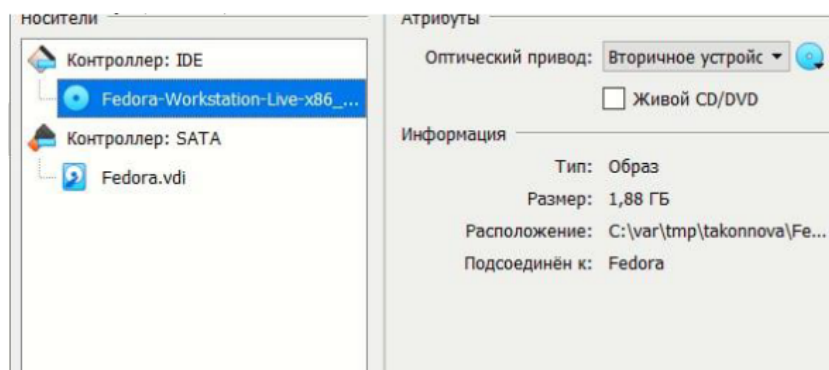 Носители
Контроллер: IDE
Fedora-Workstation-Live-x86_...
Контроллер: SATA
Fedora.vdi
Атрибуты
Оптический привод: Вторичное устройс
Живой CD/DVD
Информация
Тип: Образ
Размер: 1,88 ГБ
Расположение: C:\var\tmp\takonnova\Fe...
Подсоединён к: Fedora